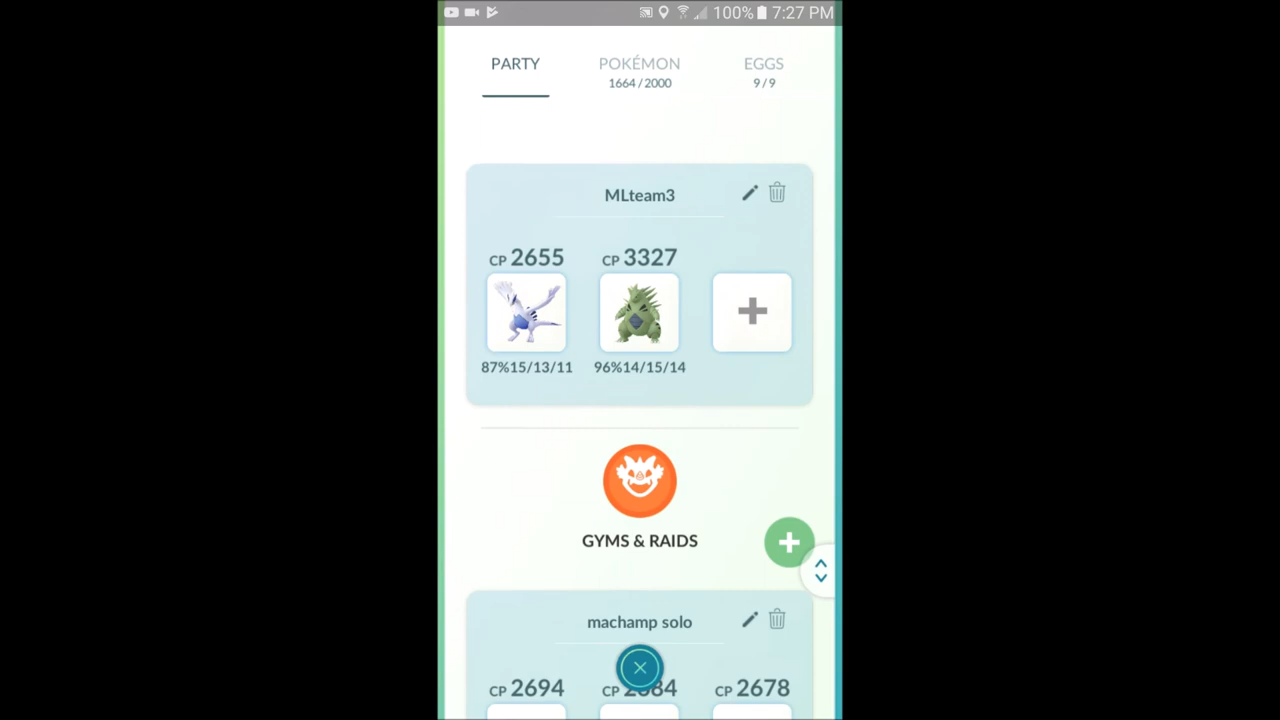 100% 7:27 PM
PARTY POKÉMON EGGS
1664 / 2000 9 / 9
MLteam3
CP 2655 CP 3327
87%15/13/11 96%14/15/14
GYMS & RAIDS
machamp solo
CP 2694 CP CP 2678